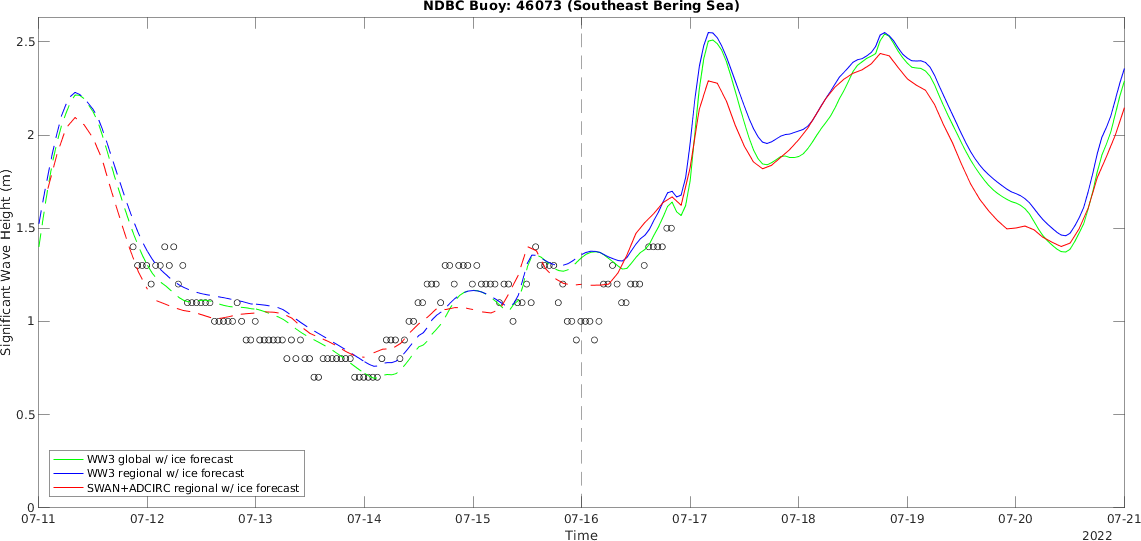 NDBC Buoy: 46073 (Southeast Bering Sea)
Significant Wave Height (m)
2.5
2
1.5
1
0.5
0
WW3 global w/ ice forecast
WW3 regional w/ ice forecast
SWAN+ADCIRC regional w/ ice forecast
07-11 07-12 07-13 07-14 07-15 07-16 07-17 07-18 07-19 07-20 07-21
Time
2022